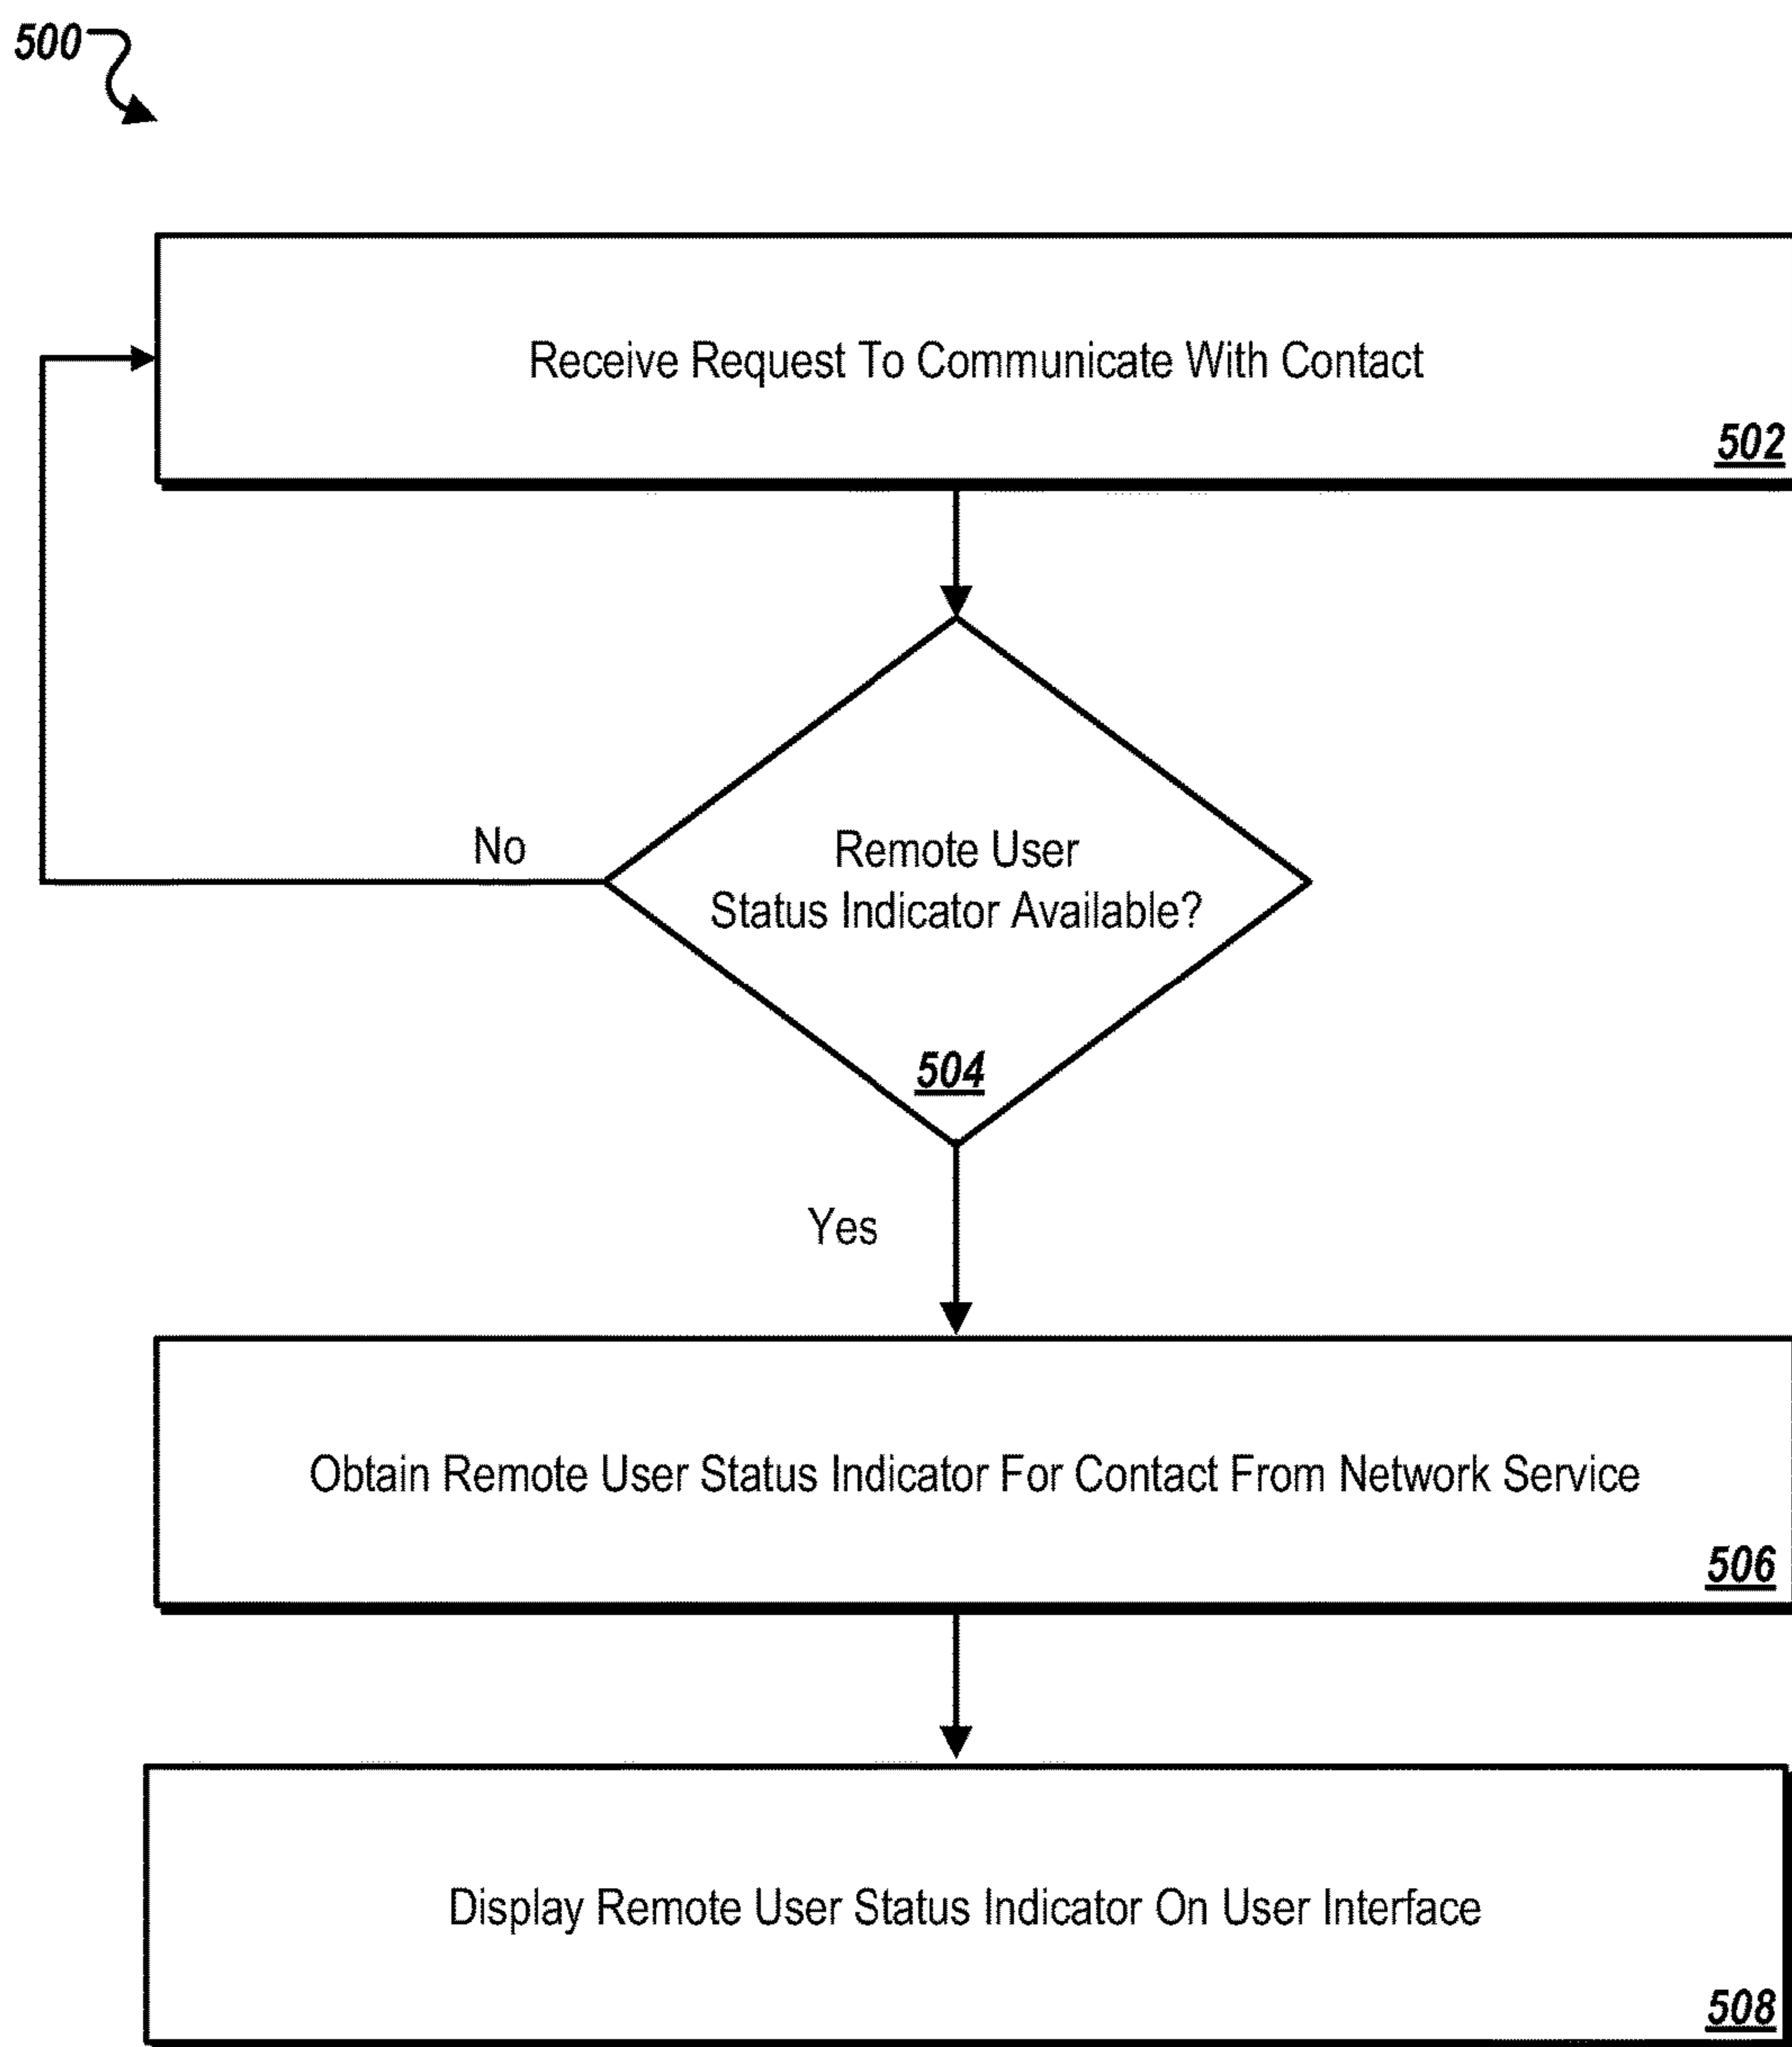 500
Receive Request To Communicate With Contact
502
No
Remote User
Status Indicator Available?
504
Yes
Obtain Remote User Status Indicator For Contact From Network Service
506
Display Remote User Status Indicator On User Interface
508